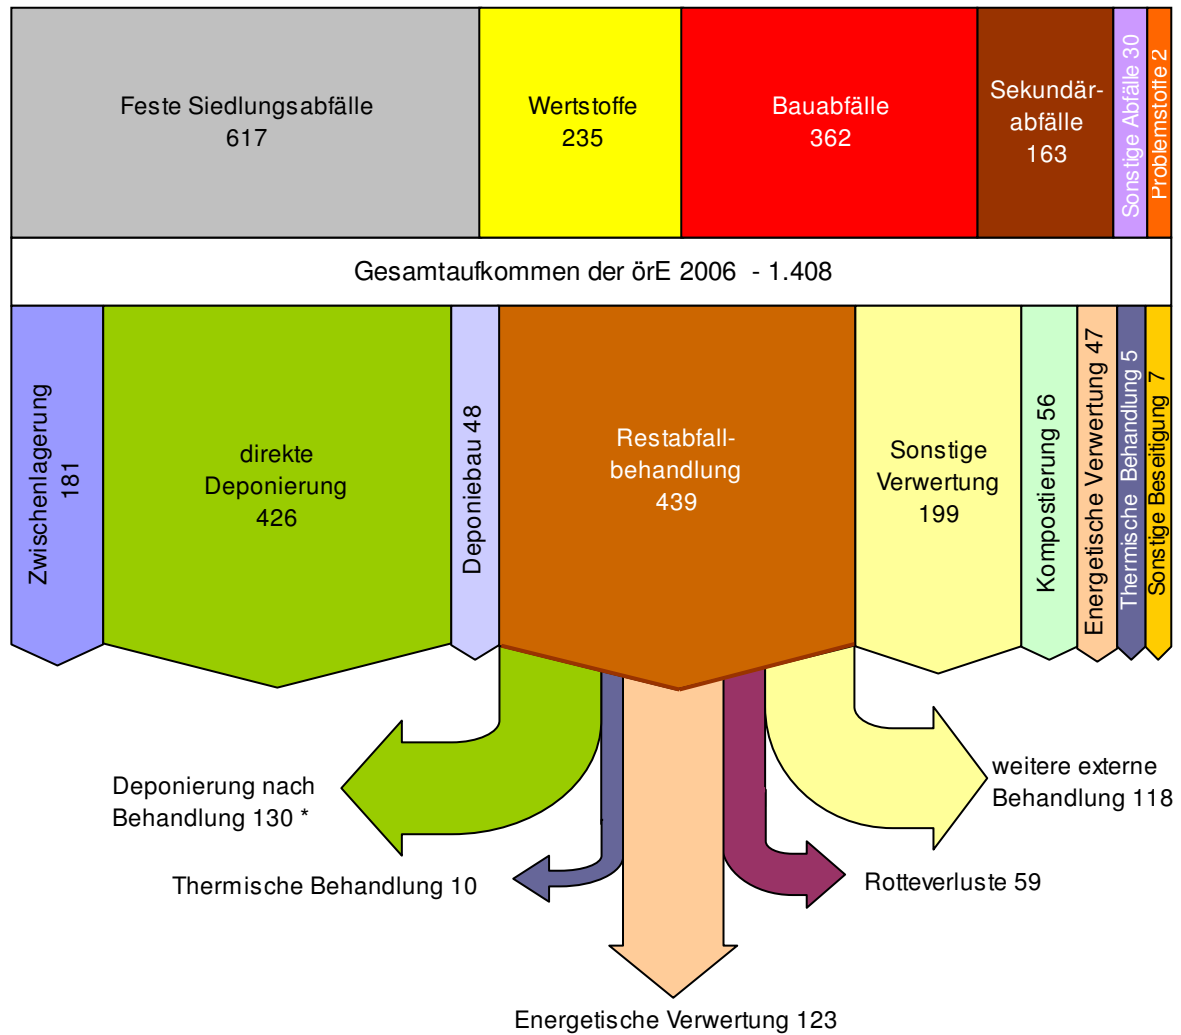 Feste Siedlungsabfälle
617
Wertstoffe
235
Bauabfälle
362
Sekundär-
abfälle
163
Sonstige Abfälle 30
Problemstoffe 2
Gesamtaufkommen der örE 2006 - 1.408
Zwischenlagerung
181
direkte
Deponierung
426
Deponiebau 48
Restabfall-
behandlung
439
Sonstige
Verwertung
199
Kompostierung 56
Energetische Verwertung 47
Thermische Behandlung 5
Sonstige Beseitigung 7
Deponierung nach
Behandlung 130 *
weitere externe
Behandlung 118
Thermische Behandlung 10
Rotteverluste 59
Energetische Verwertung 123